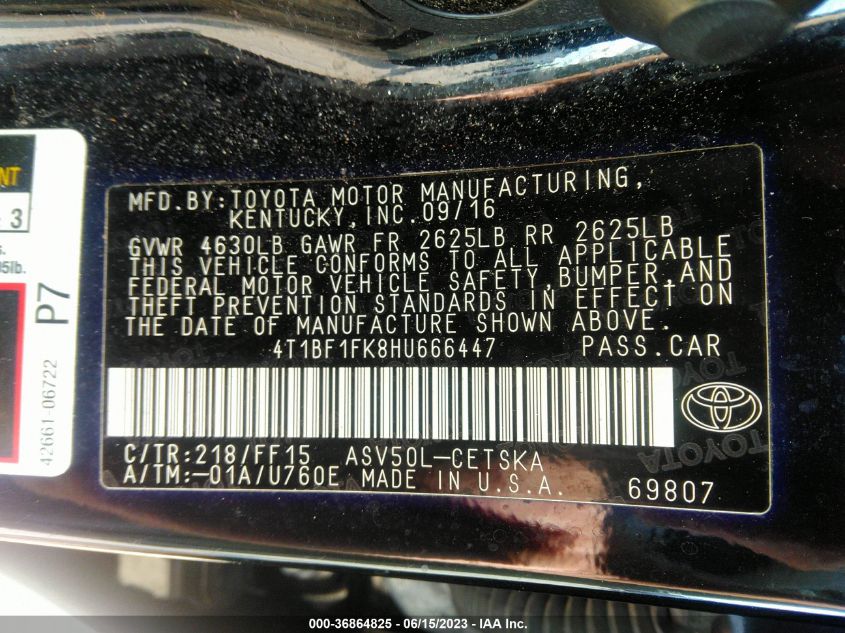 NT
3
s.
05lb.
P7
42661-06722
MFD.BY:TOYOTA MOTOR MANUFACTURING,
KENTUCKY,INC.09/16
GVWR 4630LB GAWR FR 2625LB RR 2625LB
THIS VEHICLE CONFORMS TO ALL APPLICABLE
FEDERAL MOTOR VEHICLE SAFETY,BUMPER,AND
THEFT PREVENTION STANDARDS IN EFFECT ON
THE DATE OF MANUFACTURE SHOWN ABOVE.
4T1BF1FK8HU666447 PASS.CAR
C/TR:218/FF15 ASV50L-CETSKA
A/TM:-01A/U760E MADE IN U.S.A. 69807
000-36864825 - 06/15/2023 - IAA